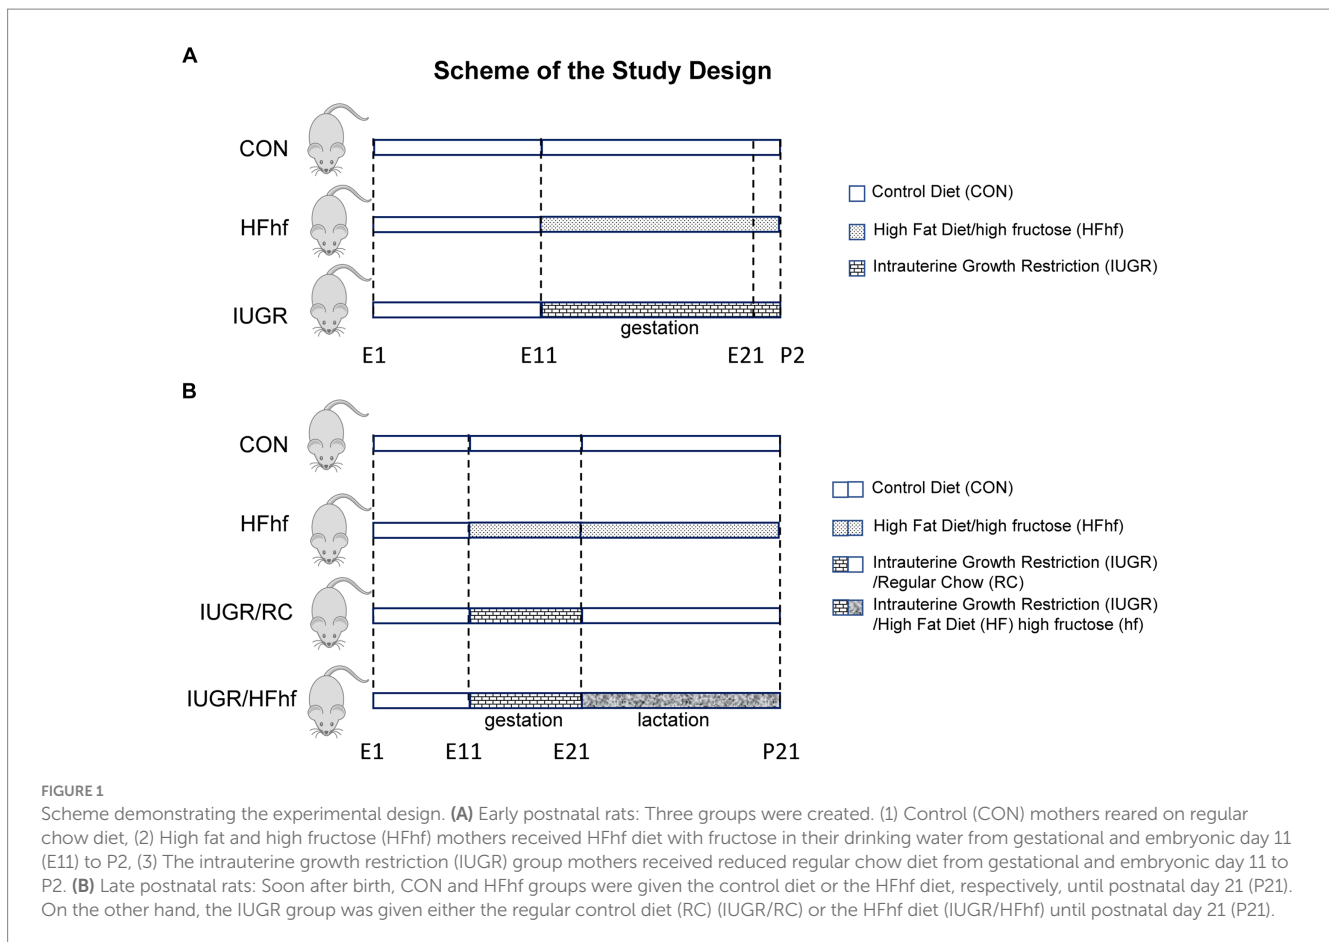 A
Scheme of the Study Design
CON
HFhf
IUGR
gestation
E1 E11 E21 P2
Control Diet (CON)
High Fat Diet/high fructose (HFhf)
Intrauterine Growth Restriction (IUGR)
B
CON
HFhf
IUGR/RC
IUGR/HFhf
gestation lactation
E1 E11 E21 P21
Control Diet (CON)
High Fat Diet/high fructose (HFhf)
Intrauterine Growth Restriction (IUGR)
/Regular Chow (RC)
Intrauterine Growth Restriction (IUGR)
/High Fat Diet (HF) high fructose (hf)
FIGURE 1
Scheme demonstrating the experimental design. (A) Early postnatal rats: Three groups were created. (1) Control (CON) mothers reared on regular
chow diet, (2) High fat and high fructose (HFhf) mothers received HFhf diet with fructose in their drinking water from gestational and embryonic day 11
(E11) to P2, (3) The intrauterine growth restriction (IUGR) group mothers received reduced regular chow diet from gestational and embryonic day 11 to
P2. (B) Late postnatal rats: Soon after birth, CON and HFhf groups were given the control diet or the HFhf diet, respectively, until postnatal day 21 (P21).
On the other hand, the IUGR group was given either the regular control diet (RC) (IUGR/RC) or the HFhf diet (IUGR/HFhf) until postnatal day 21 (P21).